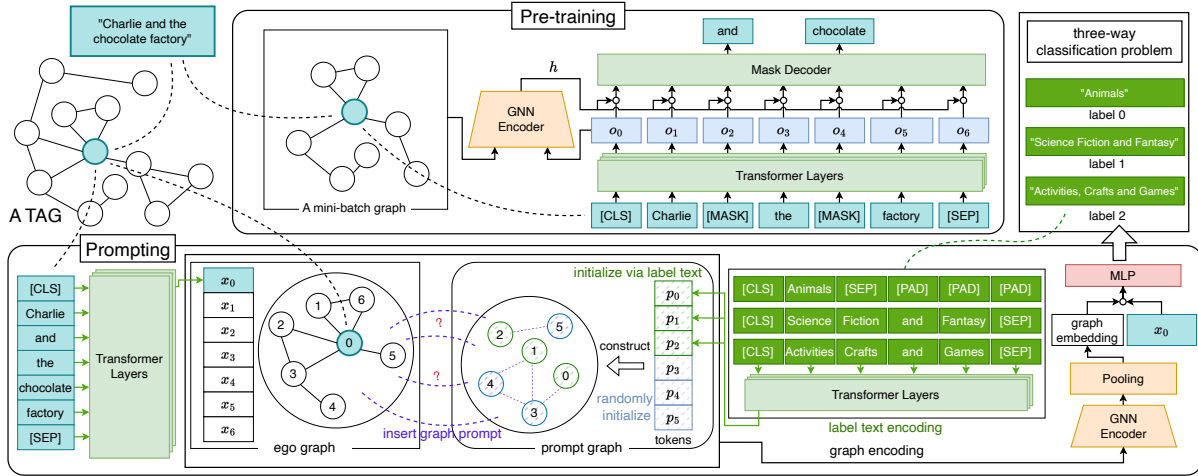 "Charlie and the
chocolate factory"
A TAG
Pre-training
A mini-batch graph
GNN
Encoder
h
and
chocolate
Mask Decoder
o0
o1
o2
o3
o4
o5
o6
Transformer Layers
[CLS]
Charlie
[MASK]
the
[MASK]
factory
[SEP]
three-way
classification problem
"Animals"
label 0
"Science Fiction and Fantasy"
label 1
"Activities, Crafts and Games"
label 2
Prompting
[CLS]
Charlie
and
the
chocolate
factory
[SEP]
Transformer
Layers
x0
x1
x2
x3
x4
x5
x6
1
6
2
0
5
3
4
ego graph
?
?
insert graph prompt
2
5
1
4
0
3
prompt graph
initialize via label text
construct
randomly
initialize
p0
p1
p2
p3
p4
p5
tokens
[CLS] Animals [SEP] [PAD] [PAD] [PAD]
[CLS] Science Fiction and Fantasy [SEP]
[CLS] Activities Crafts and Games [SEP]
Transformer Layers
label text encoding
graph encoding
MLP
graph
embedding
x0
Pooling
GNN
Encoder